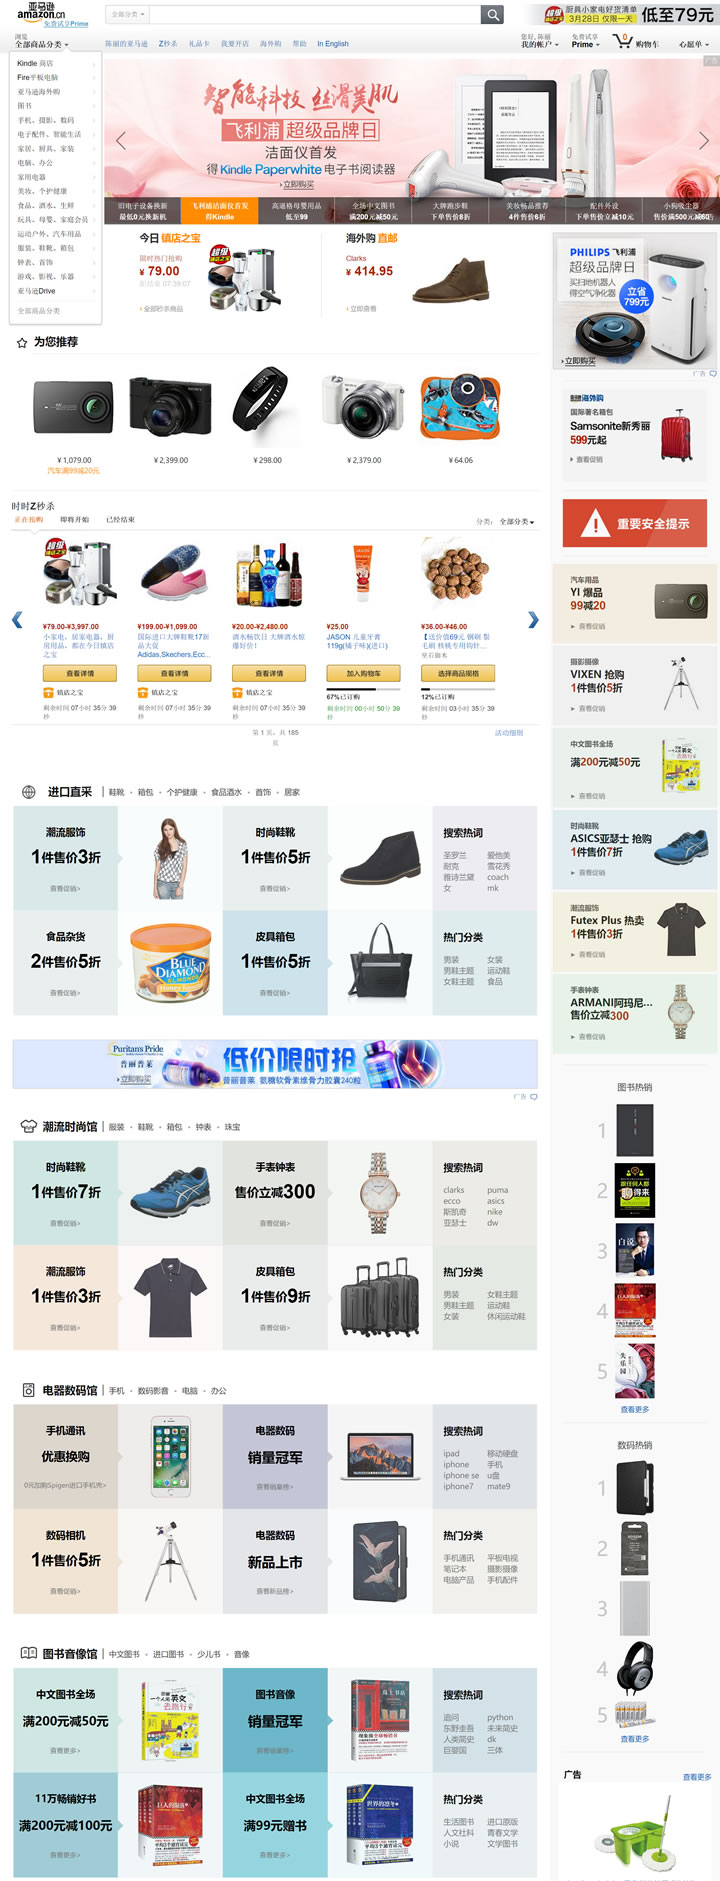 亚马逊
amazon.cn
免费试享Prime
全部分类
厨具小家电好货清单
3月28日 仅限一天
低至79元
浏览
全部商品分类
陈丽的亚马逊 Z秒杀 礼品卡 我要开店 海外购 帮助 In English
您好, 陈丽
我的帐户
免费试享
Prime
0
购物车
心愿单
Kindle 商店
Fire平板电脑
亚马逊海外购
图书
手机、摄影、数码
电子配件、智能生活
家居、厨具、家装
电脑、办公
家用电器
美妆、个护健康
食品、酒水、生鲜
玩具、母婴、家庭会员
运动户外、汽车用品
服装、鞋靴、箱包
钟表、首饰
游戏、影视、乐器
亚马逊Drive
全部商品分类
广告
智能科技 丝滑美肌
飞利浦 超级品牌日
洁面仪首发
得 Kindle Paperwhite 电子书阅读器
立即购买
旧电子设备换新
最低0元换新机
飞利浦洁面仪首发
得Kindle
高逼格母婴用品
低至99
全场中文图书
满200元减50元
大牌跑步鞋
下单售价8折
美妆畅品推荐
4件售价6折
配件外设
下单售价立减10元
小狗吸尘器
售价满500元减60
今日 镇店之宝
限时热门抢购
¥ 79.00
距结束 07:39:07
全部秒杀商品
海外购 直邮
Clarks
¥ 414.95
立即查看
PHILIPS 飞利浦
超级品牌日
买扫地机器人
得空气净化器
立省
799元
立即购买
广告
为您推荐
¥ 1,079.00
汽车满99减20元
¥ 2,399.00
¥ 298.00
¥ 2,379.00
¥ 64.06
海外购
国际著名箱包
Samsonite新秀丽
599元起
查看促销
重要安全提示
时时Z秒杀
正在抢购 即将开始 已经结束
分类: 全部分类
¥79.00-¥3,997.00
小家电、居家电器，厨
房用品，都在今日镇店
之宝
查看详情
镇店之宝
剩余时间 07小时 35分 39
秒
¥199.00-¥1,099.00
国际进口大牌鞋靴17新
品大促
Adidas,Skechers,Ecc...
查看详情
镇店之宝
剩余时间 07小时 35分 39
秒
¥20.00-¥2,480.00
酒水畅饮日 大牌酒水惊
爆好价！
查看详情
镇店之宝
剩余时间 07小时 35分 39
秒
¥25.00
JASON 儿童牙膏
119g(橘子味)(进口)
加入购物车
67%已订购
剩余时间 00小时 50分 39
秒
¥36.00-¥46.00
选择商品规格
12%已订购
剩余时间 03小时 35分 39
秒
第 1 页，共 185
页
活动细则
汽车用品
YI 爆品
99减20
查看促销
摄影摄像
VIXEN 抢购
1件售价5折
查看促销
中文图书全场
满200元减50元
查看促销
时尚鞋靴
ASICS亚瑟士 抢购
1件售价7折
查看促销
潮流服饰
Futex Plus 热卖
1件售价3折
查看促销
手表钟表
ARMANI阿玛尼...
售价立减300
查看促销
进口直采 鞋靴 • 箱包 • 个护健康 • 食品酒水 • 首饰 • 居家
潮流服饰
1件售价3折
查看促销>
时尚鞋靴
1件售价5折
查看促销>
搜索热词
圣罗兰 爱他美
耐克 雪花秀
雅诗兰黛 coach
女 mk
食品杂货
2件售价5折
查看促销>
BLUE DIAMOND
ALMONDS
皮具箱包
1件售价5折
查看促销>
热门分类
男装 女装
男鞋主题 运动鞋
女鞋主题 食品
Puritan's Pride
普丽普莱
立即购买
低价限时抢
普丽普莱 氨糖软骨素维骨力胶囊240粒
广告
潮流时尚馆 服装 • 鞋靴 • 箱包 • 钟表 • 珠宝
时尚鞋靴
1件售价7折
查看促销>
手表钟表
售价立减300
查看促销>
搜索热词
clarks puma
ecco asics
斯凯奇 nike
亚瑟士 dw
潮流服饰
1件售价3折
查看促销>
皮具箱包
1件售价9折
查看促销>
热门分类
男装 女鞋主题
男鞋主题 运动鞋
女装 休闲运动鞋
图书热销
1
2
3
4
5
查看更多
电器数码馆 手机 • 数码影音 • 电脑 • 办公
手机通讯
优惠换购
0元加购Spigen进口手机壳>
电器数码
销量冠军
查看销量榜>
搜索热词
ipad 移动硬盘
iphone 手机
iphone se u盘
iphone7 mate9
数码相机
1件售价5折
查看促销>
电器数码
新品上市
查看新品榜>
热门分类
手机通讯 平板电视
笔记本 摄影摄像
电脑产品 手机配件
数码热销
1
2
3
4
5
查看更多
图书音像馆 中文图书 • 进口图书 • 少儿书 • 音像
中文图书全场
满200元减50元
查看更多>
图书音像
销量冠军
查看销量榜>
搜索热词
追问 python
东野圭吾 未来简史
人类简史 dk
巨婴国 三体
11万畅销好书
满200元减100元
查看更多>
中文图书全场
满99元赠书
查看更多>
热门分类
生活图书 进口原版
人文社科 青春文学
小说 文学图书
广告
查看更多